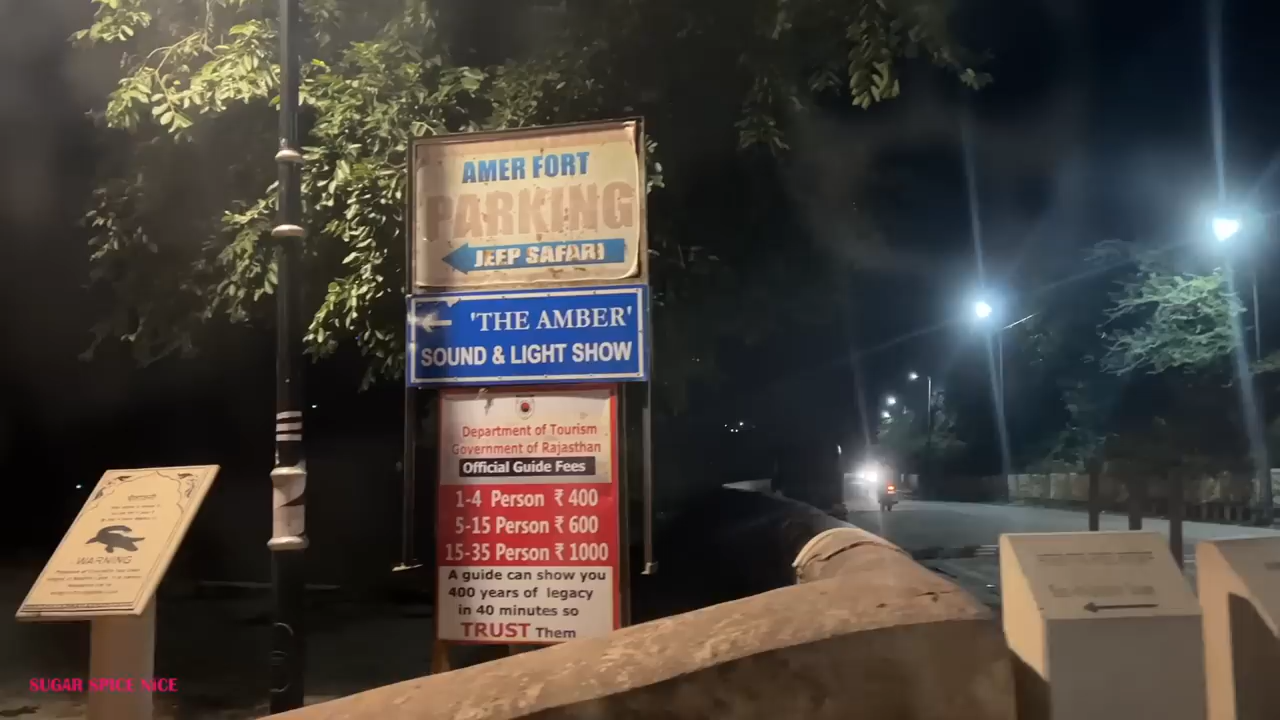 AMER FORT
PARKING
JEEP SAFARI
'THE AMBER'
SOUND & LIGHT SHOW
Department of Tourism
Government of Rajasthan
Official Guide Fees
1-4 Person ₹ 400
5-15 Person ₹ 600
15-35 Person ₹ 1000
A guide can show you
400 years of legacy
in 40 minutes so
TRUST Them
WARNING
SUGAR SPICE NICE